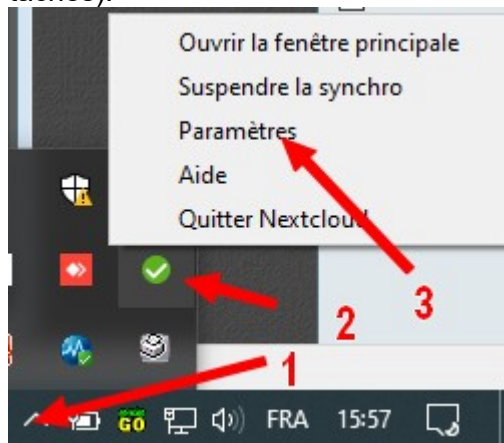 Ouvrir la fenêtre principale
Suspendre la synchro
Paramètres
Aide
Quitter Nextcloud
3
2
1
GO
FRA
15:57